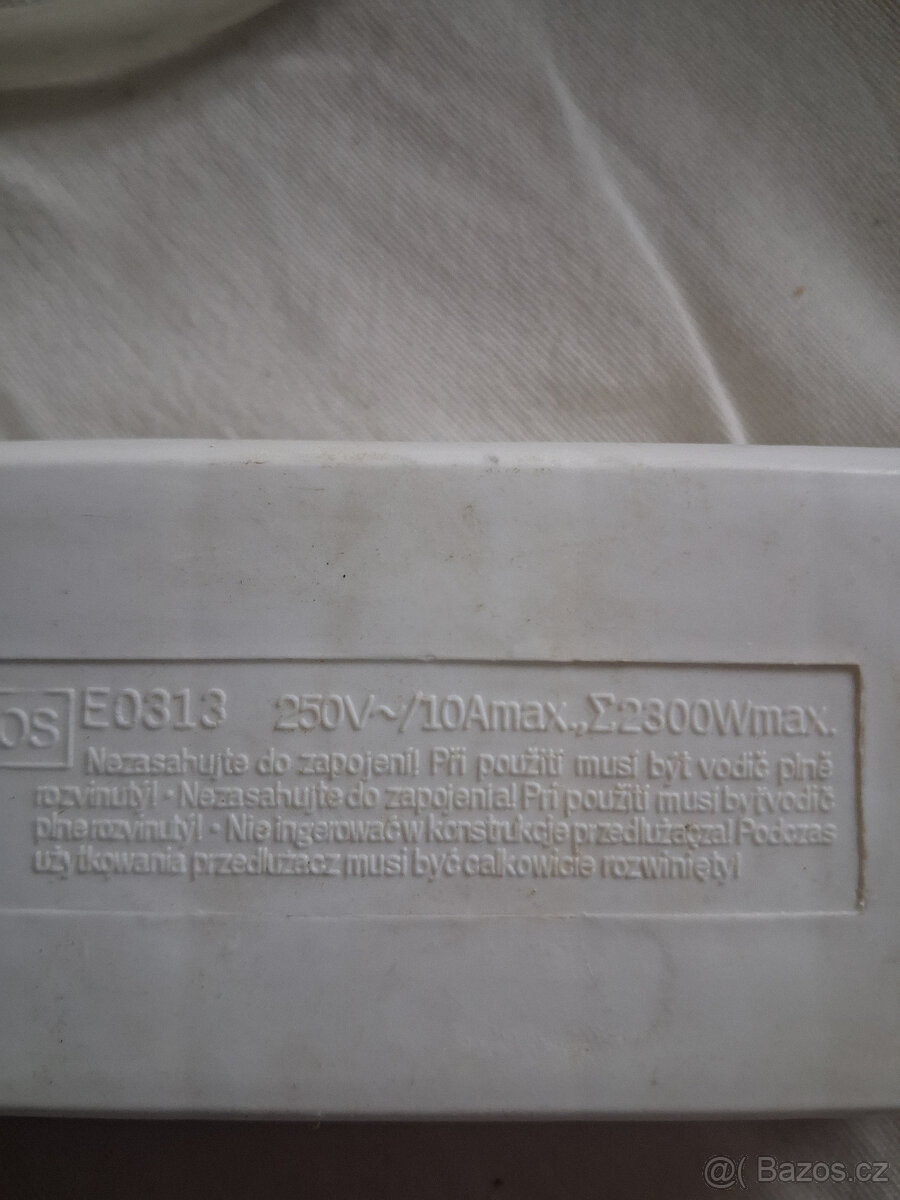 OS E0313 250V~/10Amax.,Σ2300Wmax.
Nezasahujte do zapojení! Při použití musí být vodič plně
rozvinutý! • Nezasahujte do zapojenia! Pri použití musí byť vodič
plne rozvinutý! • Nie ingerować w konstrukcje przedłużacza! Podczas
użytkowania przedłużacz musi być całkowicie rozwinięty!
@( Bazos.cz